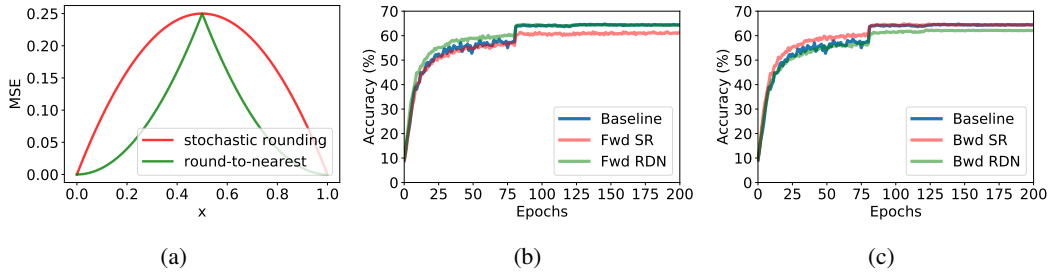 0.25
0.20
0.15
0.10
0.05
0.00
MSE
stochastic rounding
round-to-nearest
0.0 0.2 0.4 0.6 0.8 1.0
x
(a)
70
60
50
40
30
20
10
0
Accuracy (%)
Baseline
Fwd SR
Fwd RDN
0 25 50 75 100 125 150 175 200
Epochs
(b)
70
60
50
40
30
20
10
0
Accuracy (%)
Baseline
Bwd SR
Bwd RDN
0 25 50 75 100 125 150 175 200
Epochs
(c)